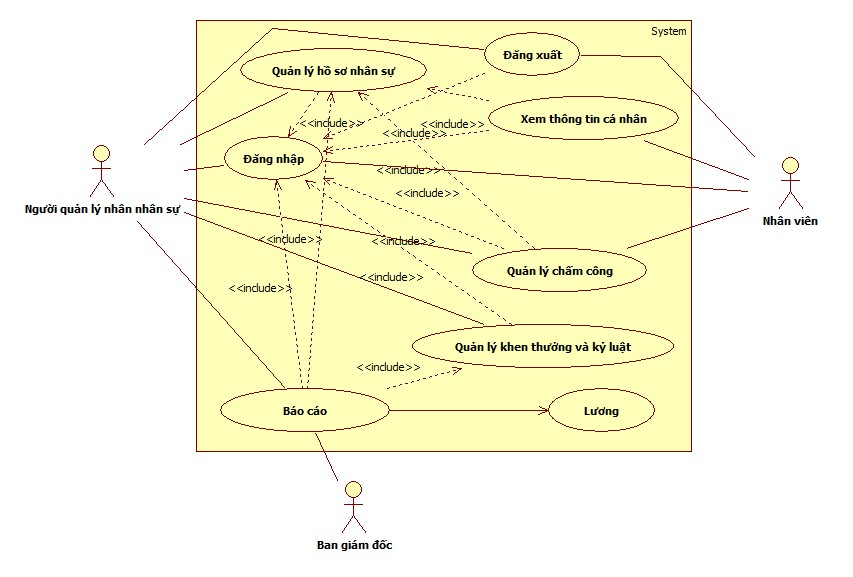 System
Đăng xuất
Quản lý hồ sơ nhân sự
Xem thông tin cá nhân
<<include>>
<<include>>
<<include>>
Đăng nhập
<<include>>
<<include>>
Người quản lý nhân nhân sự
Nhân viên
<<include>>
<<include>>
Quản lý chấm công
<<include>>
<<include>>
Quản lý khen thưởng và kỷ luật
<<include>>
Báo cáo
Lương
Ban giám đốc